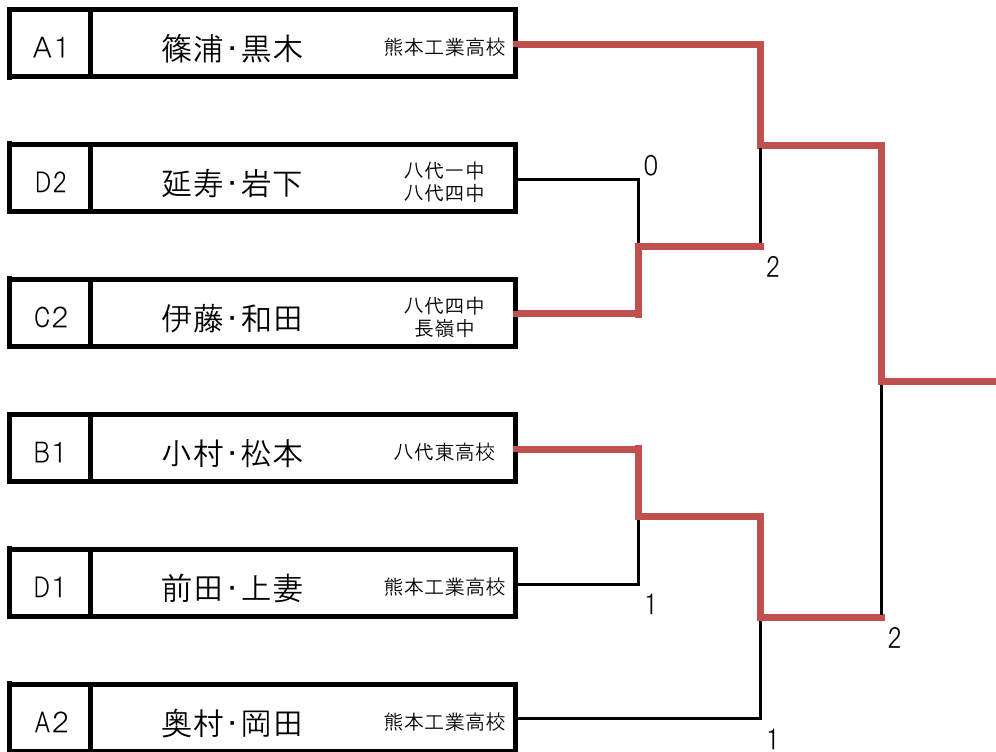 A1 篠浦・黒木 熊本工業高校
0
D2 延寿・岩下 八代一中
八代四中
2
C2 伊藤・和田 八代四中
長嶺中
B1 小村・松本 八代東高校
D1 前田・上妻 熊本工業高校
1
2
A2 奥村・岡田 熊本工業高校
1